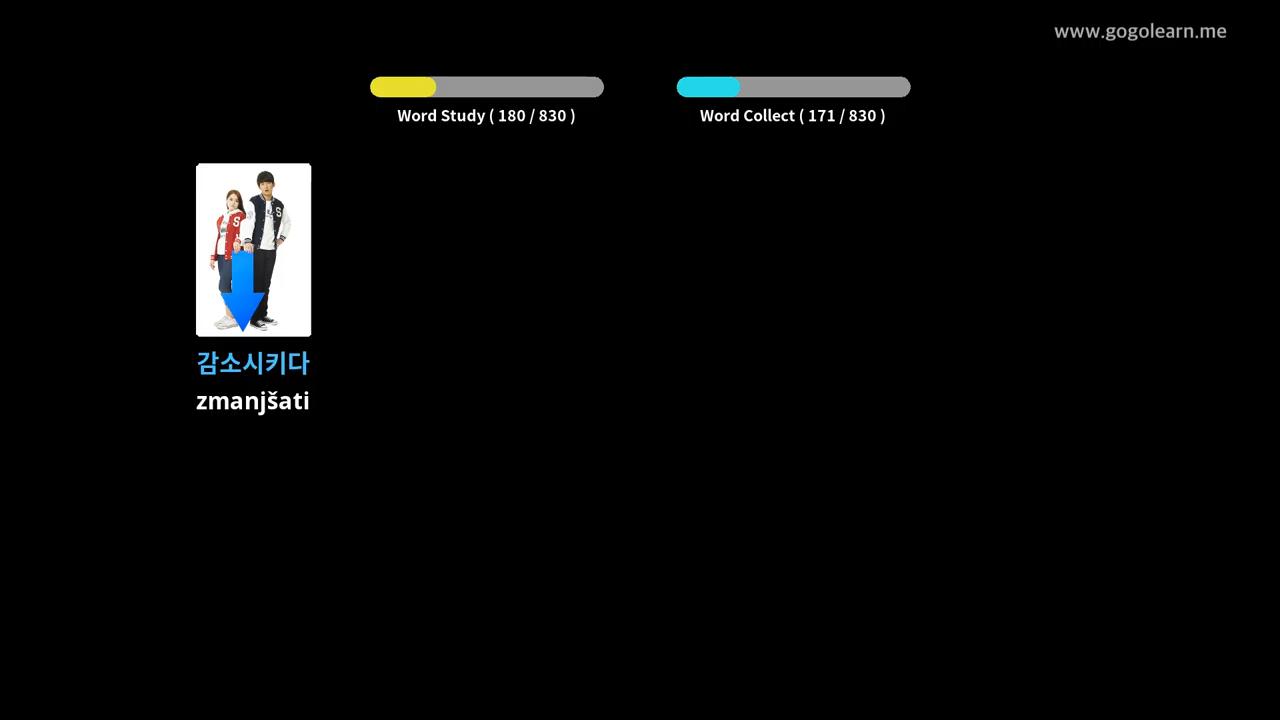 www.gogolearn.me
Word Study ( 180 / 830 )
Word Collect ( 171 / 830 )
S
S
감소시키다
zmanjšati